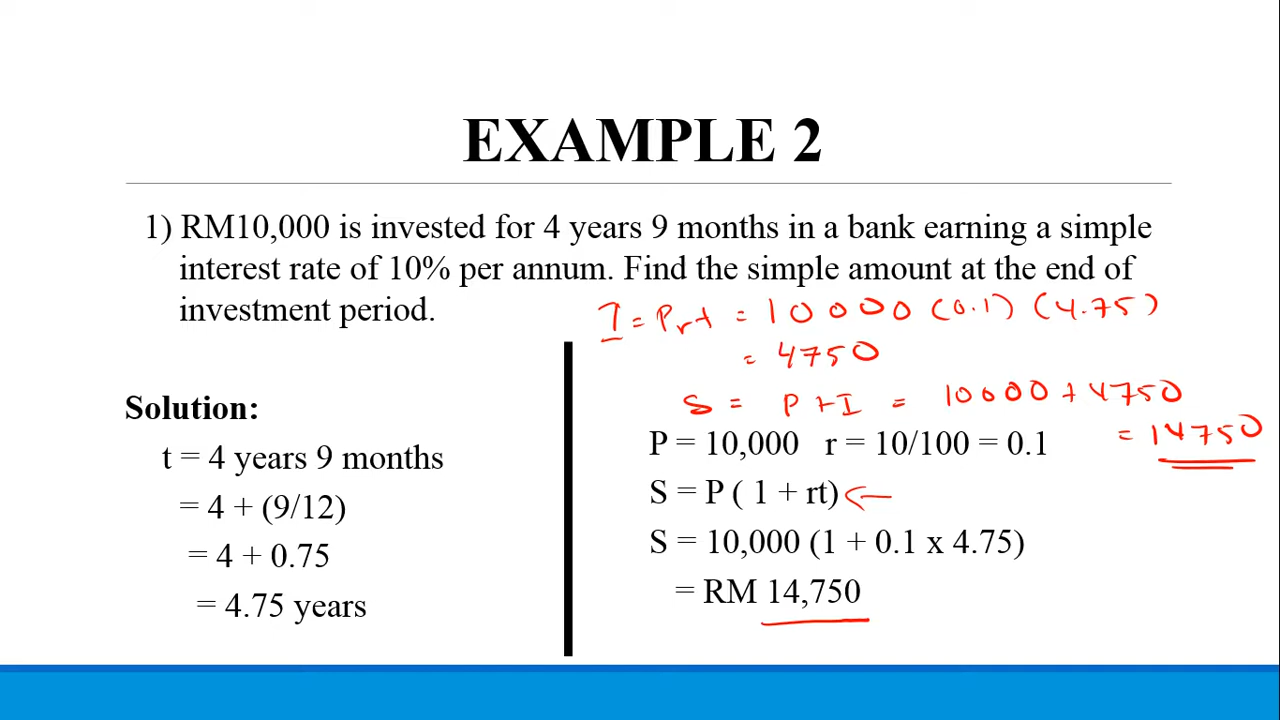 EXAMPLE 2
1) RM10,000 is invested for 4 years 9 months in a bank earning a simple
interest rate of 10% per annum. Find the simple amount at the end of
investment period.
I = Prt = 10000 (0.1) (4.75)
= 4750
S = P + I = 10000 + 4750
= 14750
Solution:
t = 4 years 9 months
= 4 + (9/12)
= 4 + 0.75
= 4.75 years
P = 10,000 r = 10/100 = 0.1
S = P ( 1 + rt)
S = 10,000 (1 + 0.1 x 4.75)
= RM 14,750